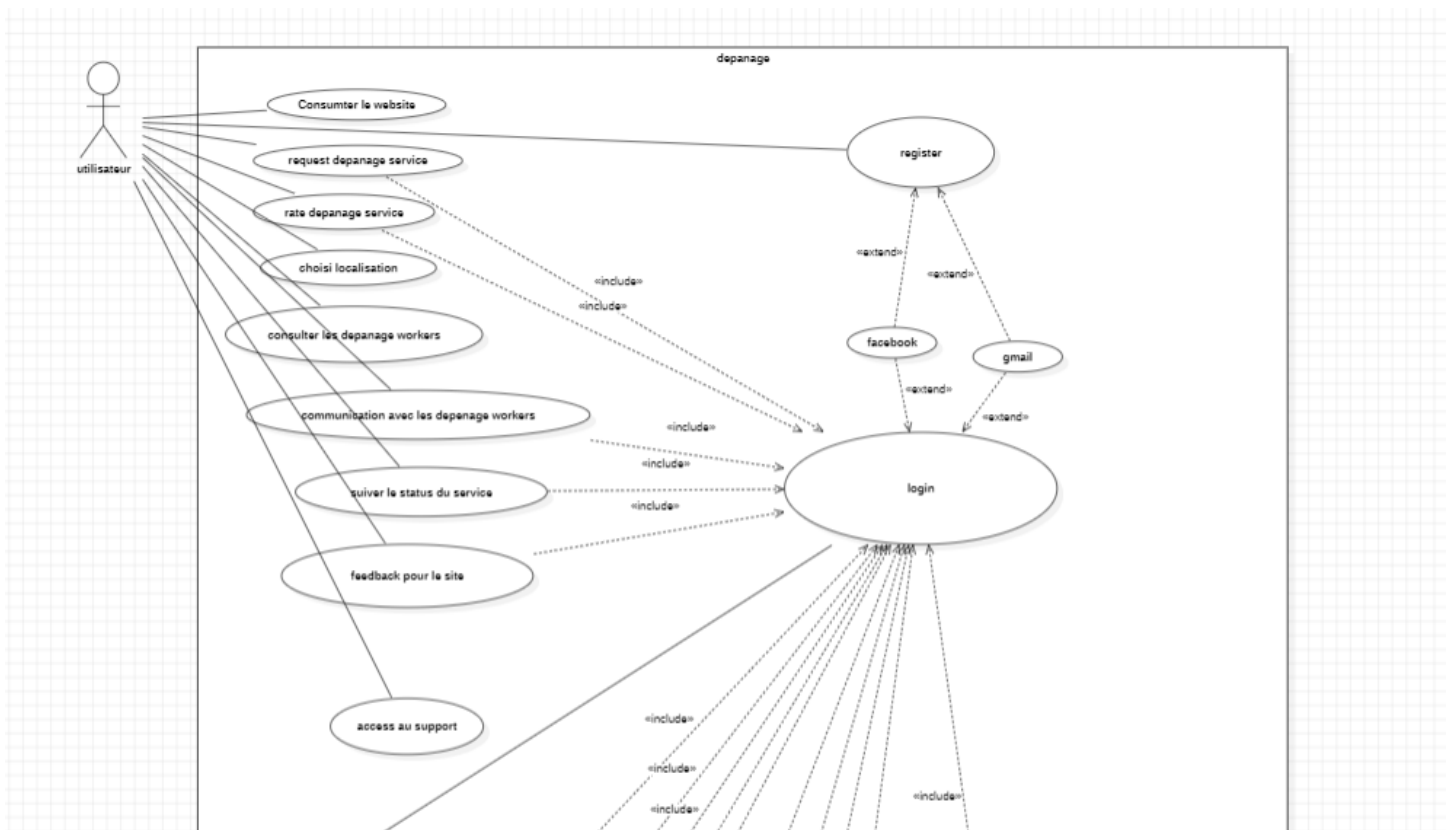 depanage
Consumter le website
register
request depanage service
utilisateur
rate depanage service
«extend»
choisi localisation
«extend»
«include»
«include»
consulter les depanage workers
facebook
gmail
«extend»
communication avec les depenage workers
«extend»
«include»
«include»
suiver le status du service
login
«include»
feedback pour le site
«include»
access au support
«include»
«include»
«include»